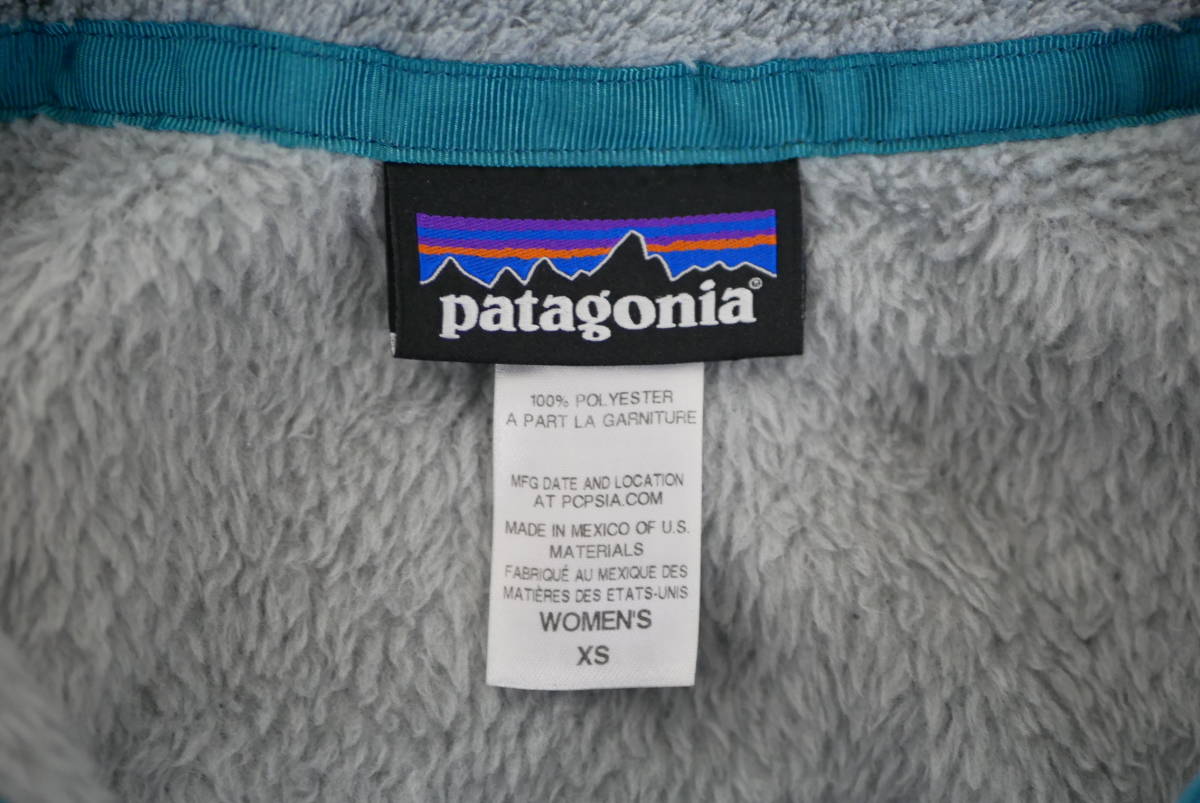 patagonia®
100% POLYESTER
A PART LA GARNITURE
MFG DATE AND LOCATION
AT PCPSIA.COM
MADE IN MEXICO OF U.S.
MATERIALS
FABRIQUÉ AU MEXIQUE DES
MATIÈRES DES ETATS-UNIS
WOMEN'S
XS